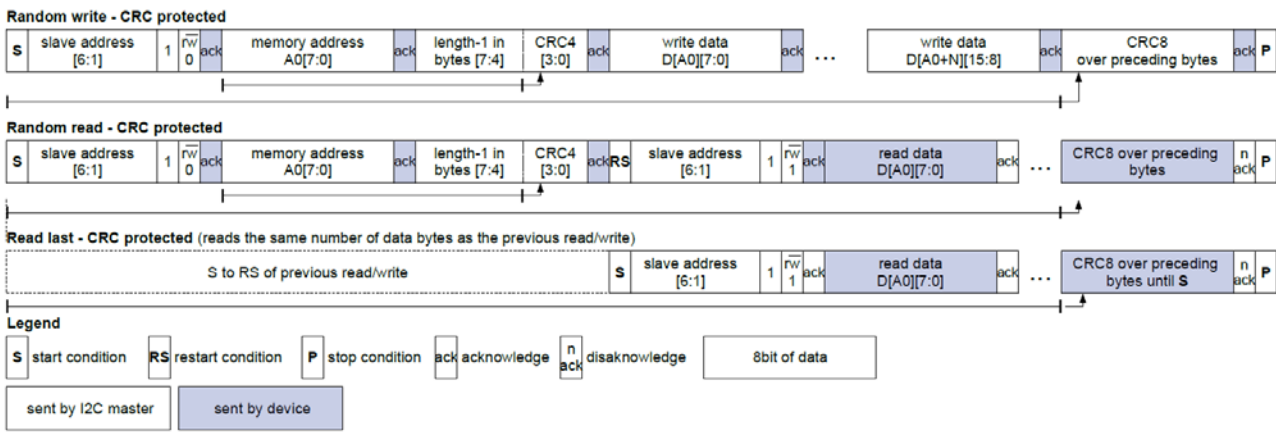 Random write - CRC protected
S slave address [6:1] 1 rw 0 ack memory address A0[7:0] ack length-1 in bytes [7:4] CRC4 [3:0] ack write data D[A0][7:0] ack ... write data D[A0+N][15:8] ack CRC8 over preceding bytes ack P
Random read - CRC protected
S slave address [6:1] 1 rw 0 ack memory address A0[7:0] ack length-1 in bytes [7:4] CRC4 [3:0] ack RS slave address [6:1] 1 rw 1 ack read data D[A0][7:0] ack ... CRC8 over preceding bytes n ack P
Read last - CRC protected (reads the same number of data bytes as the previous read/write)
S to RS of previous read/write S slave address [6:1] 1 rw 1 ack read data D[A0][7:0] ack ... CRC8 over preceding bytes until S n ack P
Legend
S start condition RS restart condition P stop condition ack acknowledge n ack disaknowledge 8bit of data
sent by I2C master sent by device